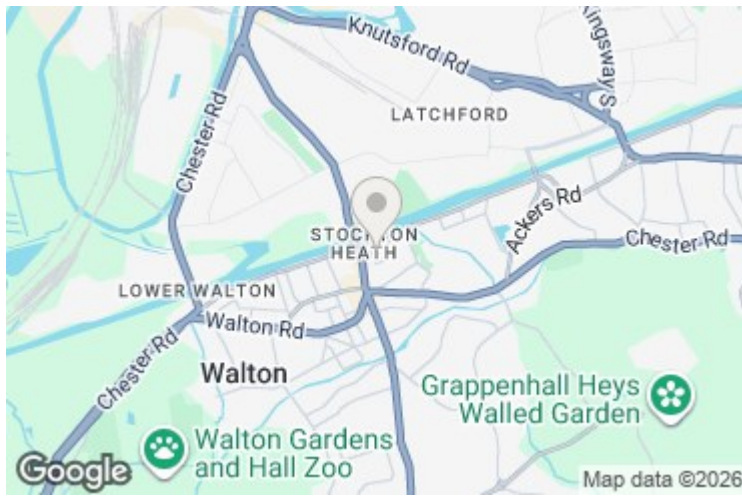 Knutsford Rd
Kingsway S
LATCHFORD
Chester Rd
Ackers Rd
STOCKTON
HEATH
Chester Rd
LOWER WALTON
Walton Rd
Chester Rd
Walton
Grappenhall Heys
Walled Garden
Walton Gardens
and Hall Zoo
Google
Map data ©2026